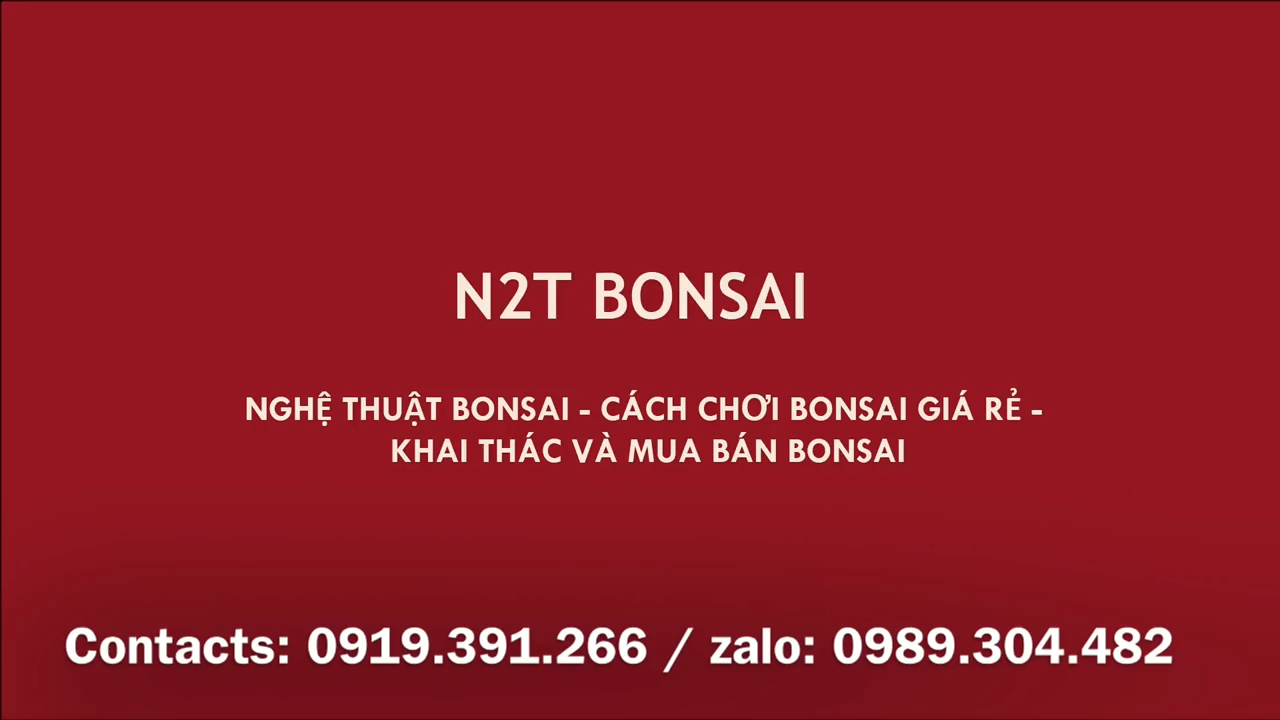 N2T BONSAI
NGHỆ THUẬT BONSAI - CÁCH CHƠI BONSAI GIÁ RẺ -
KHAI THÁC VÀ MUA BÁN BONSAI
Contacts: 0919.391.266 / zalo: 0989.304.482